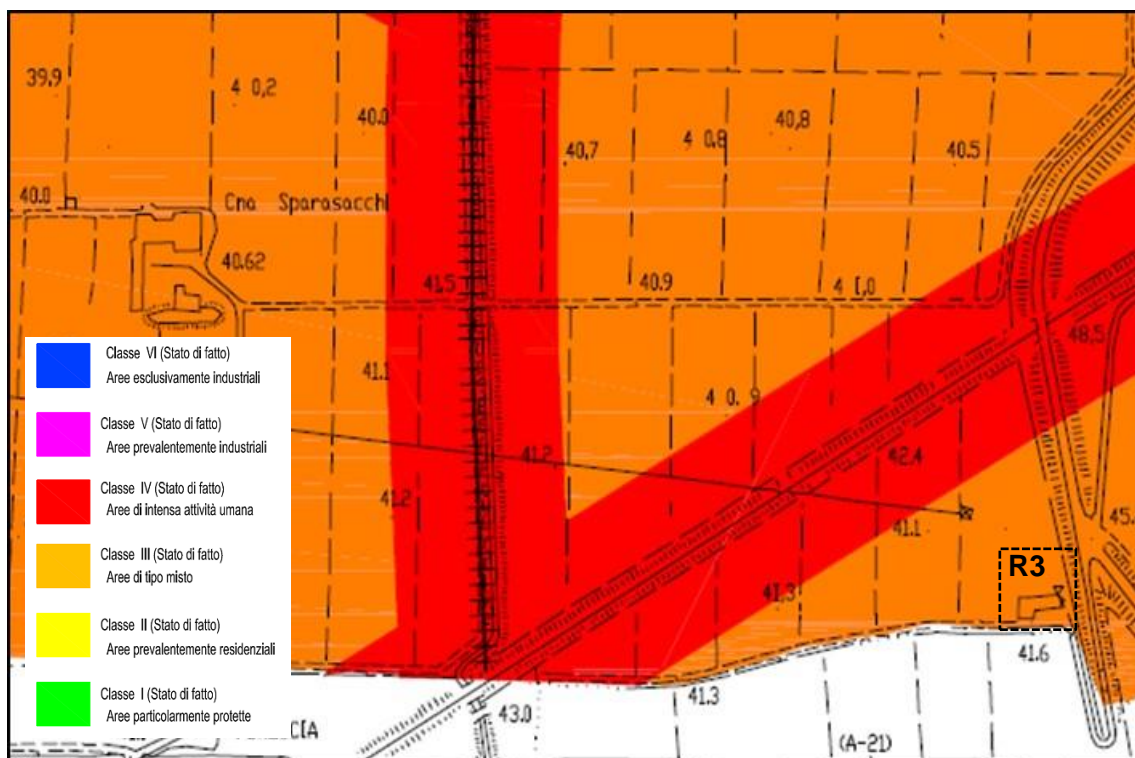 39,9
4 0,2
40.0
40,7
4 0,8
40,8
40.5
40.0
Cna Sparasacchi
40.62
41.5
40.9
4 1,0
48,5
41.1
4 0. 9
41.2
42.4
41.2
41.1
45.
R3
41.3
41.6
41.3
43.0
CIA
(A-21)
Classe VI (Stato di fatto)
Aree esclusivamente industriali
Classe V (Stato di fatto)
Aree prevalentemente industriali
Classe IV (Stato di fatto)
Aree di intensa attività umana
Classe III (Stato di fatto)
Aree di tipo misto
Classe II (Stato di fatto)
Aree prevalentemente residenziali
Classe I (Stato di fatto)
Aree particolarmente protette